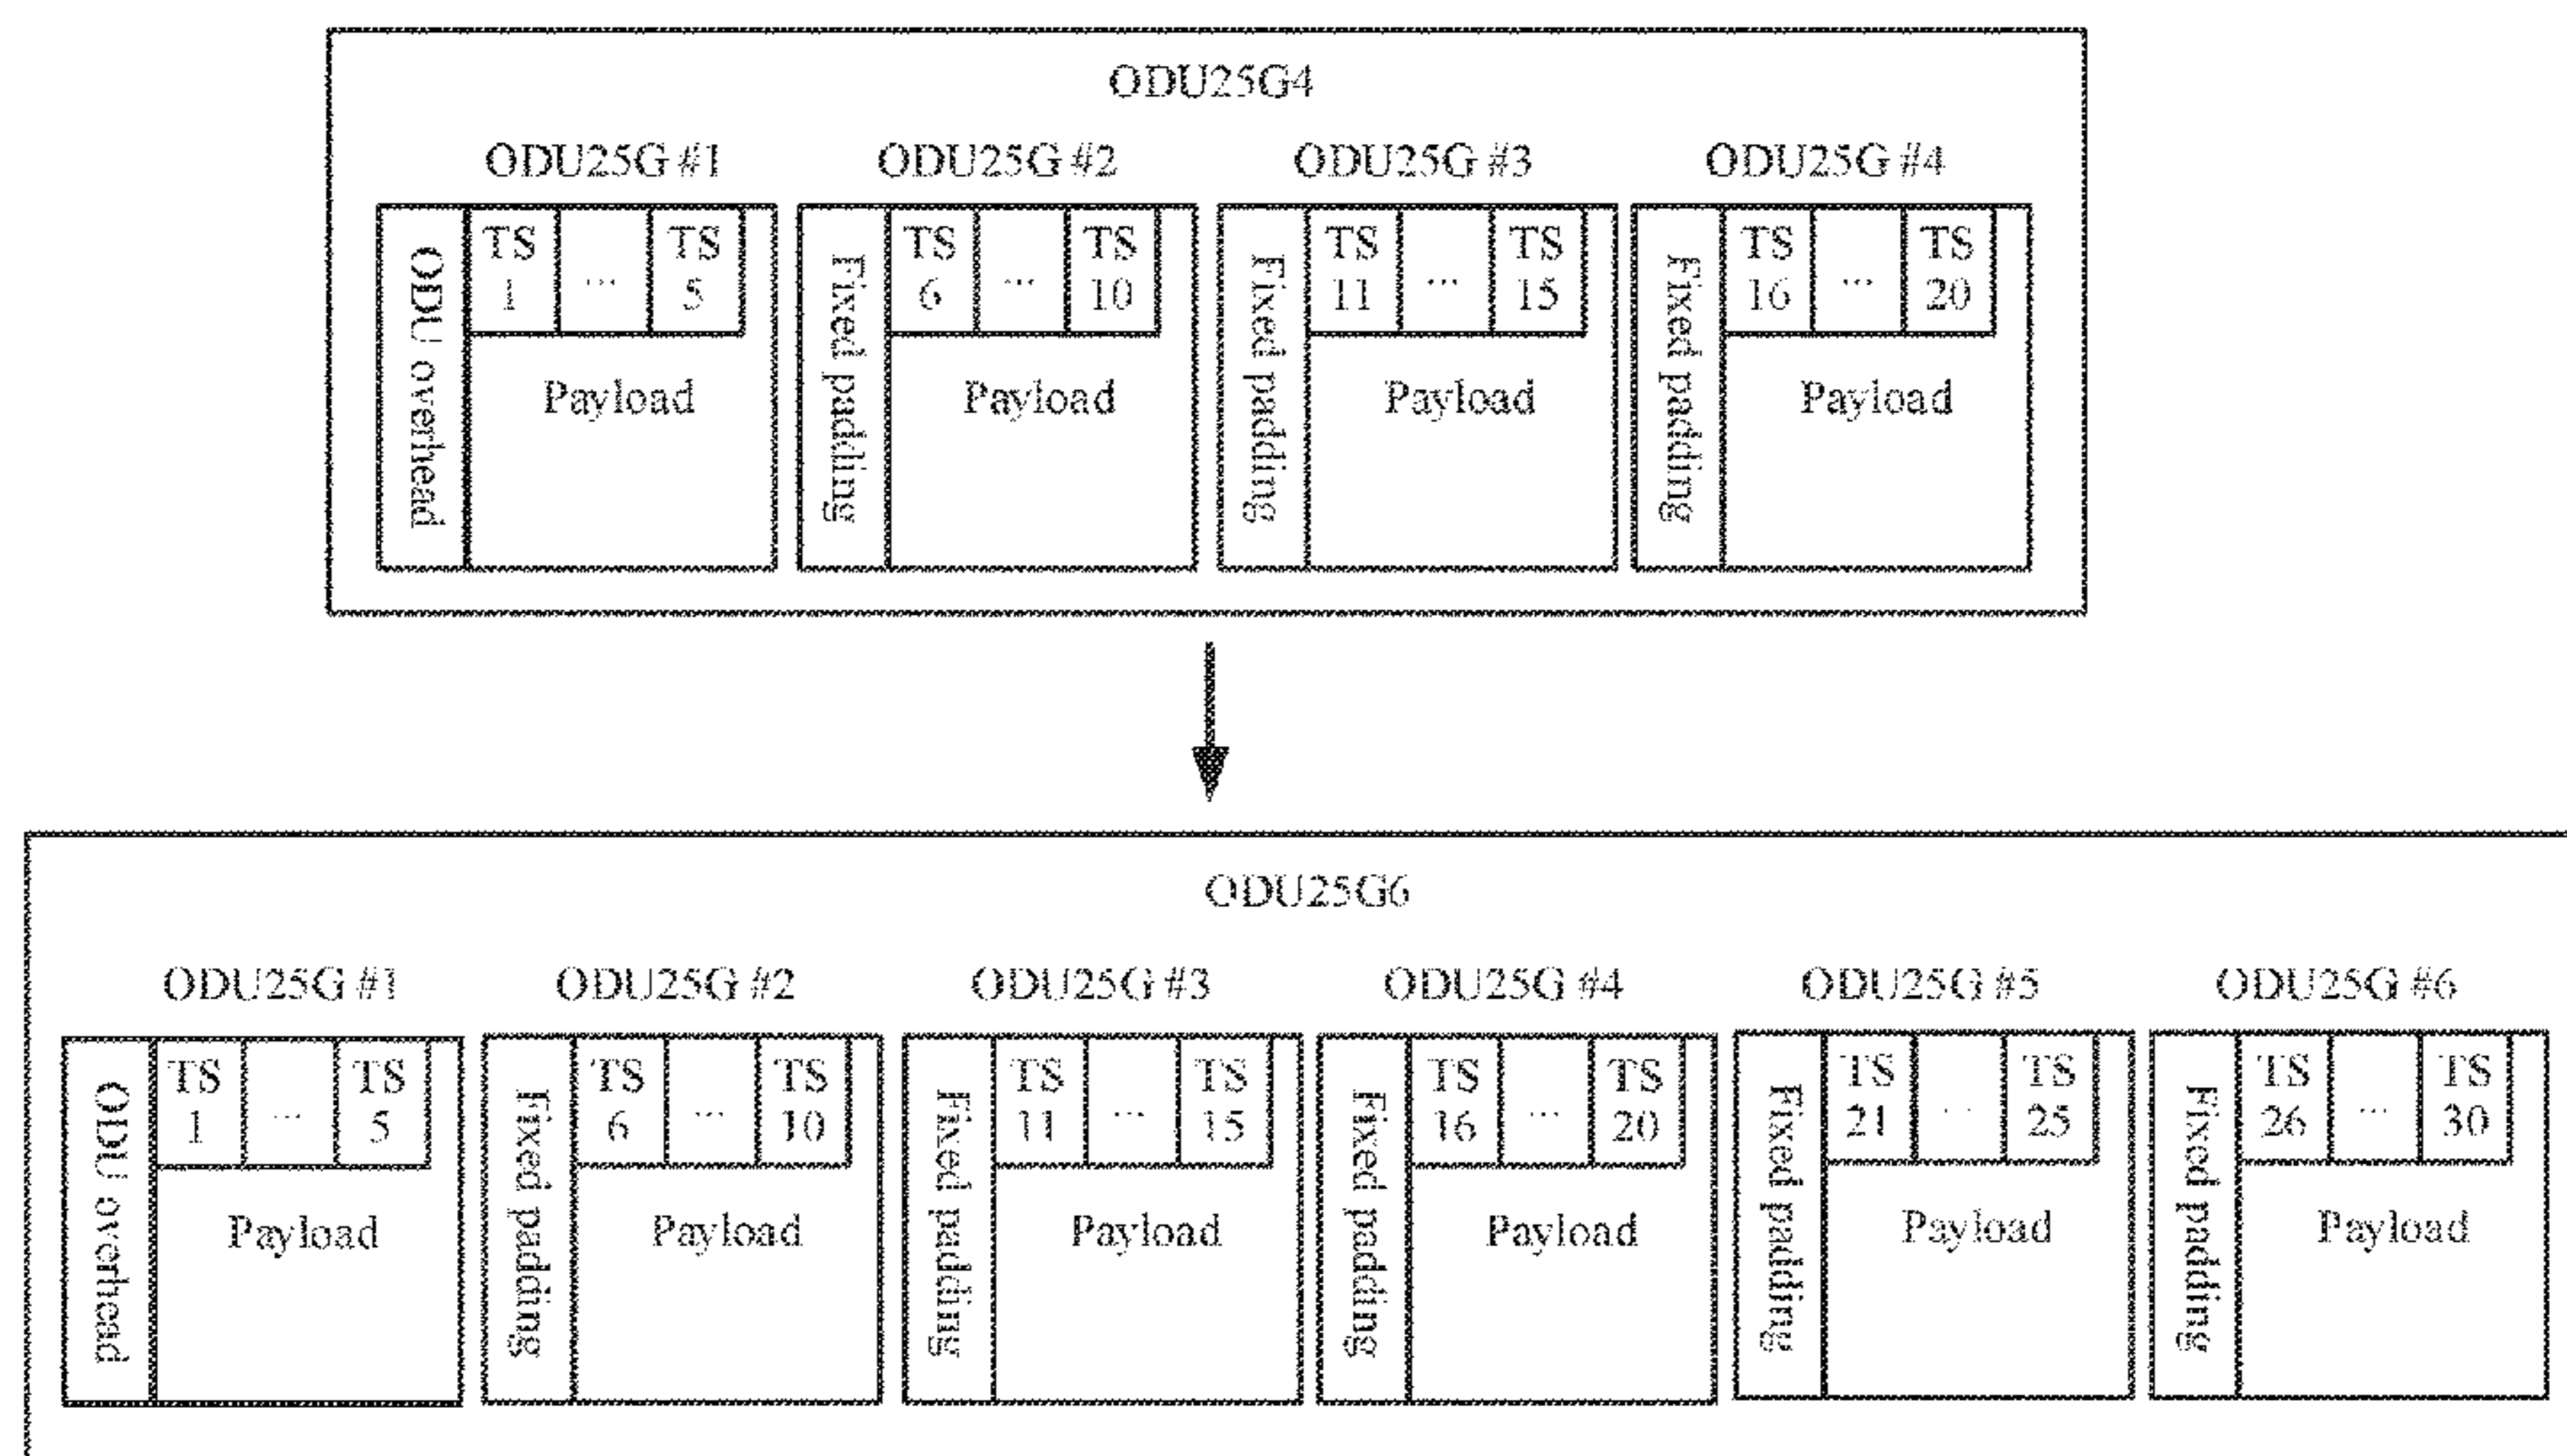 ODU25G4
ODU25G #1 ODU25G #2 ODU25G #3 ODU25G #4
ODU overhead
TS 1 ... TS 5
Payload
Fixed padding
TS 6 ... TS 10
Payload
Fixed padding
TS 11 ... TS 15
Payload
Fixed padding
TS 16 ... TS 20
Payload
ODU25G6
ODU25G #1 ODU25G #2 ODU25G #3 ODU25G #4 ODU25G #5 ODU25G #6
ODU overhead
TS 1 ... TS 5
Payload
Fixed padding
TS 6 ... TS 10
Payload
Fixed padding
TS 11 ... TS 15
Payload
Fixed padding
TS 16 ... TS 20
Payload
Fixed padding
TS 21 ... TS 25
Payload
Fixed padding
TS 26 ... TS 30
Payload